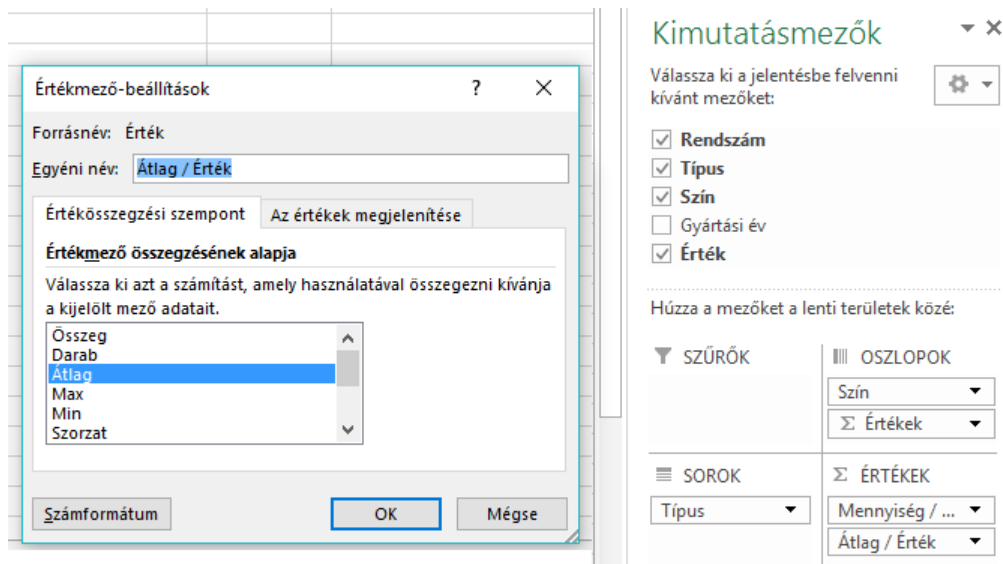 Értékmező-beállítások
?
Forrásnév: Érték
Egyéni név: Átlag / Érték
Értékösszegzési szempont
Az értékek megjelenítése
Értékmező összegzésének alapja
Válassza ki azt a számítást, amely használatával összegezni kívánja
a kijelölt mező adatait.
Összeg
Darab
Átlag
Max
Min
Szorzat
Számformátum
OK
Mégse
Kimutatásmezők
Válassza ki a jelentésbe felvenni
kívánt mezőket:
Rendszám
Típus
Szín
Gyártási év
Érték
Húzza a mezőket a lenti területek közé:
SZŰRŐK
OSZLOPOK
Szín
Σ Értékek
SOROK
Típus
Σ ÉRTÉKEK
Mennyiség / ...
Átlag / Érték